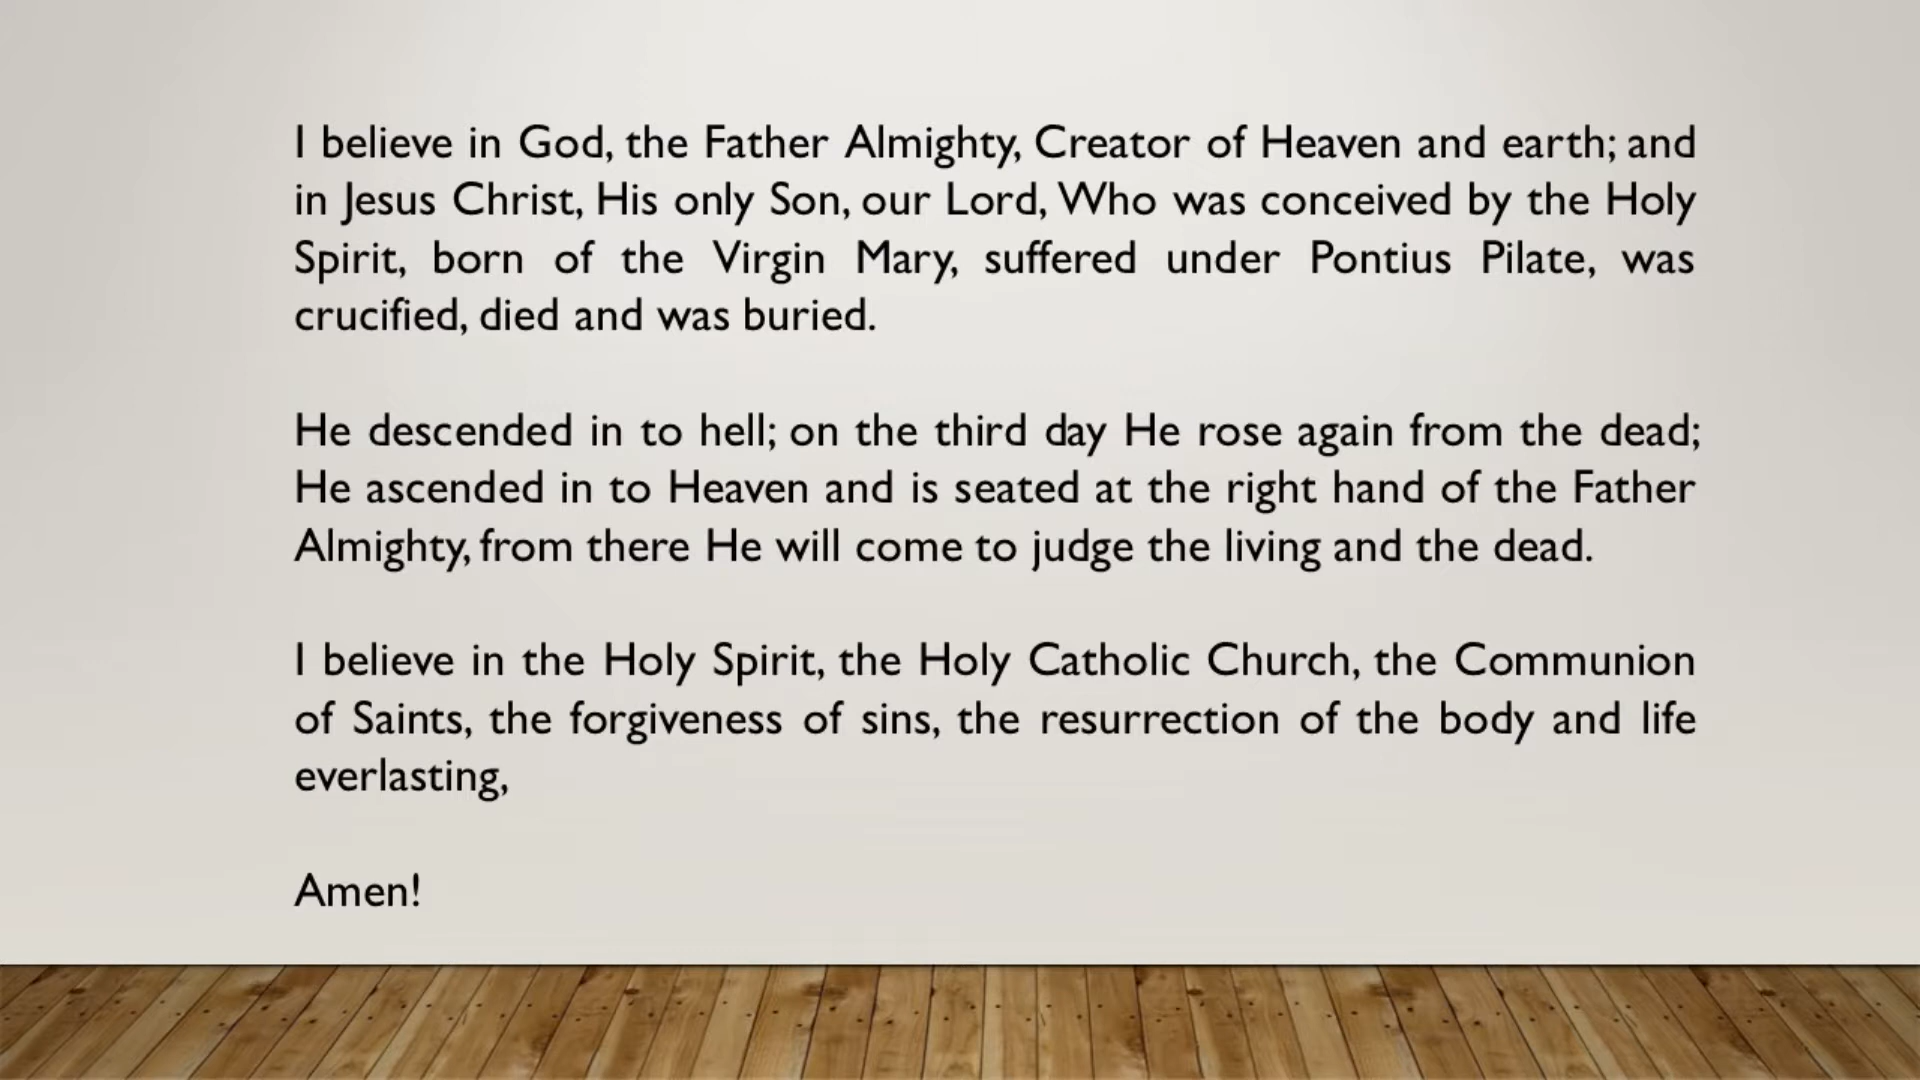 I believe in God, the Father Almighty, Creator of Heaven and earth; and
in Jesus Christ, His only Son, our Lord, Who was conceived by the Holy
Spirit, born of the Virgin Mary, suffered under Pontius Pilate, was
crucified, died and was buried.
He descended in to hell; on the third day He rose again from the dead;
He ascended in to Heaven and is seated at the right hand of the Father
Almighty, from there He will come to judge the living and the dead.
I believe in the Holy Spirit, the Holy Catholic Church, the Communion
of Saints, the forgiveness of sins, the resurrection of the body and life
everlasting,
Amen!